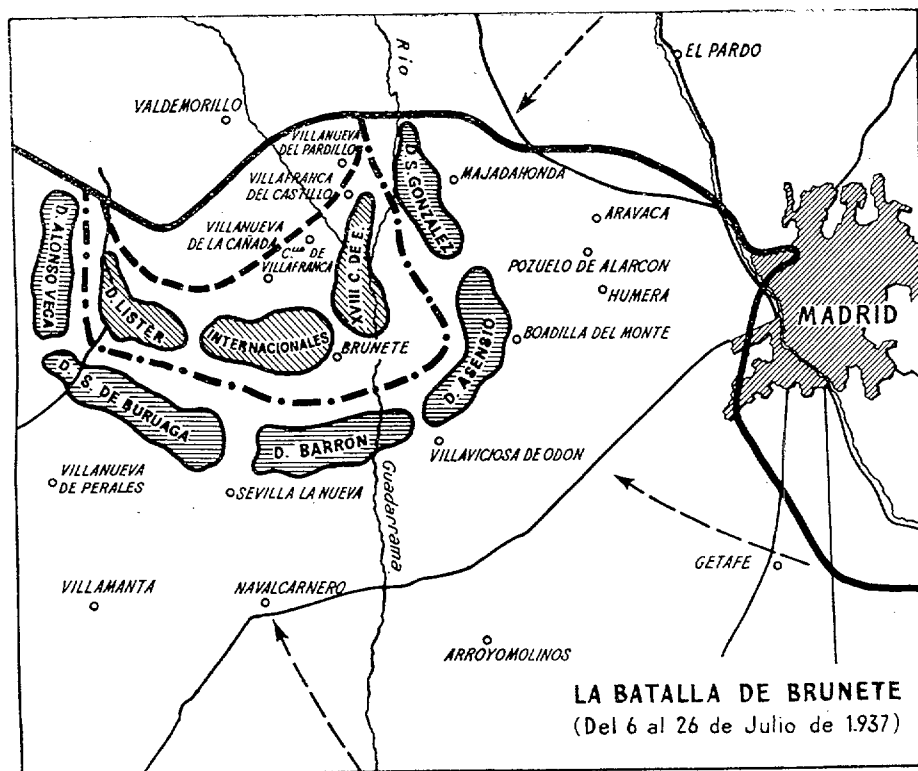 EL PARDO
Río
VALDEMORILLO
VILLANUEVA
DEL PARDILLO
VILLAFRANCA
DEL CASTILLO
D. S. GONZALEZ
MAJADAHONDA
D. ALONSO VEGA
VILLANUEVA
DE LA CAÑADA
C.llo DE
VILLAFRANCA
XVIII C. DE E.
ARAVACA
POZUELO DE ALARCON
HUMERA
MADRID
D. LISTER
INTERNACIONALES
BRUNETE
D. ASENSIO
BOADILLA DEL MONTE
D. S. DE BURUAGA
D. BARRÓN
VILLAVICIOSA DE ODON
VILLANUEVA
DE PERALES
SEVILLA LA NUEVA
Guadarrama
GETAFE
VILLAMANTA
NAVALCARNERO
ARROYOMOLINOS
LA BATALLA DE BRUNETE
(Del 6 al 26 de Julio de 1.937)